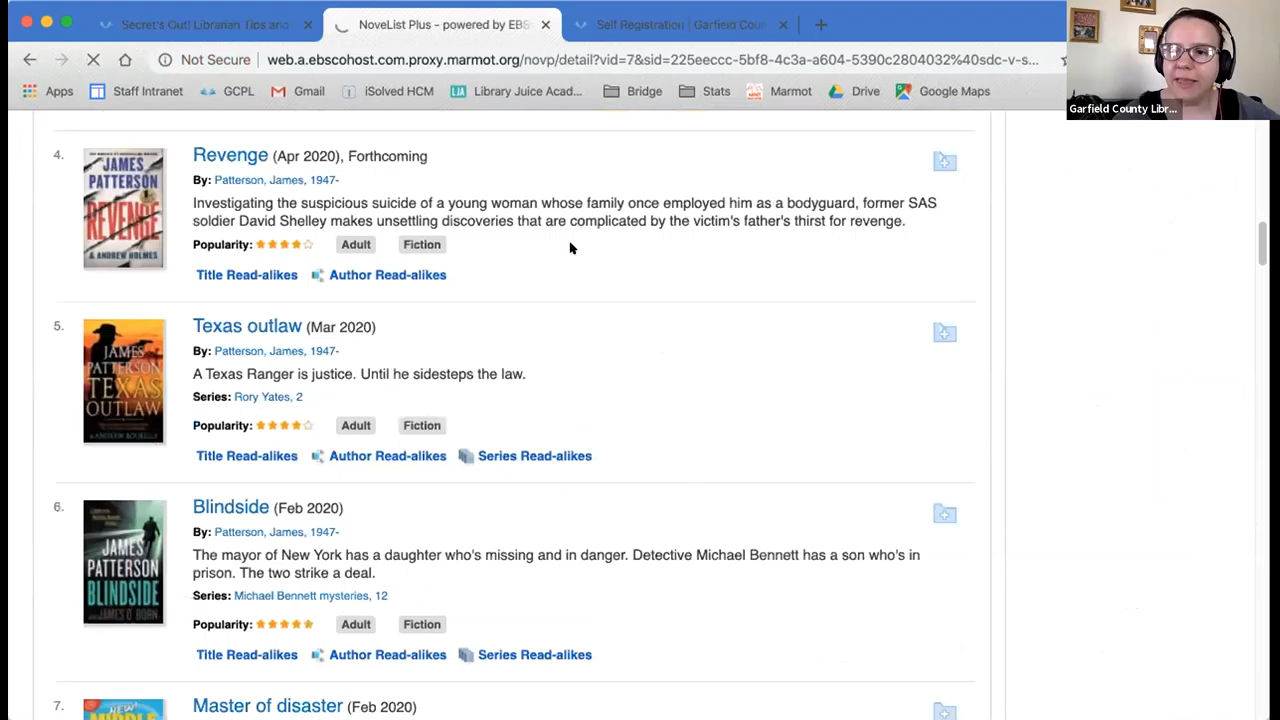 Secret's Out! Librarian Tips and
NoveList Plus - powered by EBS
Self Registration | Garfield Cou
Not Secure
web.a.ebscohost.com.proxy.marmot.org/novp/detail?vid=7&sid=225eeccc-5bf8-4c3a-a604-5390c2804032%40sdc-v-s...
Apps Staff Intranet GCPL Gmail iSolved HCM Library Juice Acad... Bridge Stats Marmot Drive Google Maps
Garfield County Libr...
4. Revenge (Apr 2020), Forthcoming
By: Patterson, James, 1947-
Investigating the suspicious suicide of a young woman whose family once employed him as a bodyguard, former SAS
soldier David Shelley makes unsettling discoveries that are complicated by the victim's father's thirst for revenge.
Popularity: Adult Fiction
Title Read-alikes Author Read-alikes
JAMES
PATTERSON
REVENGE
& ANDREW HOLMES
5. Texas outlaw (Mar 2020)
By: Patterson, James, 1947-
A Texas Ranger is justice. Until he sidesteps the law.
Series: Rory Yates, 2
Popularity: Adult Fiction
Title Read-alikes Author Read-alikes Series Read-alikes
JAMES
PATTERSON
TEXAS
OUTLAW
6. Blindside (Feb 2020)
By: Patterson, James, 1947-
The mayor of New York has a daughter who's missing and in danger. Detective Michael Bennett has a son who's in
prison. The two strike a deal.
Series: Michael Bennett mysteries, 12
Popularity: Adult Fiction
Title Read-alikes Author Read-alikes Series Read-alikes
JAMES
PATTERSON
BLINDSIDE
7. Master of disaster (Feb 2020)
NEW!